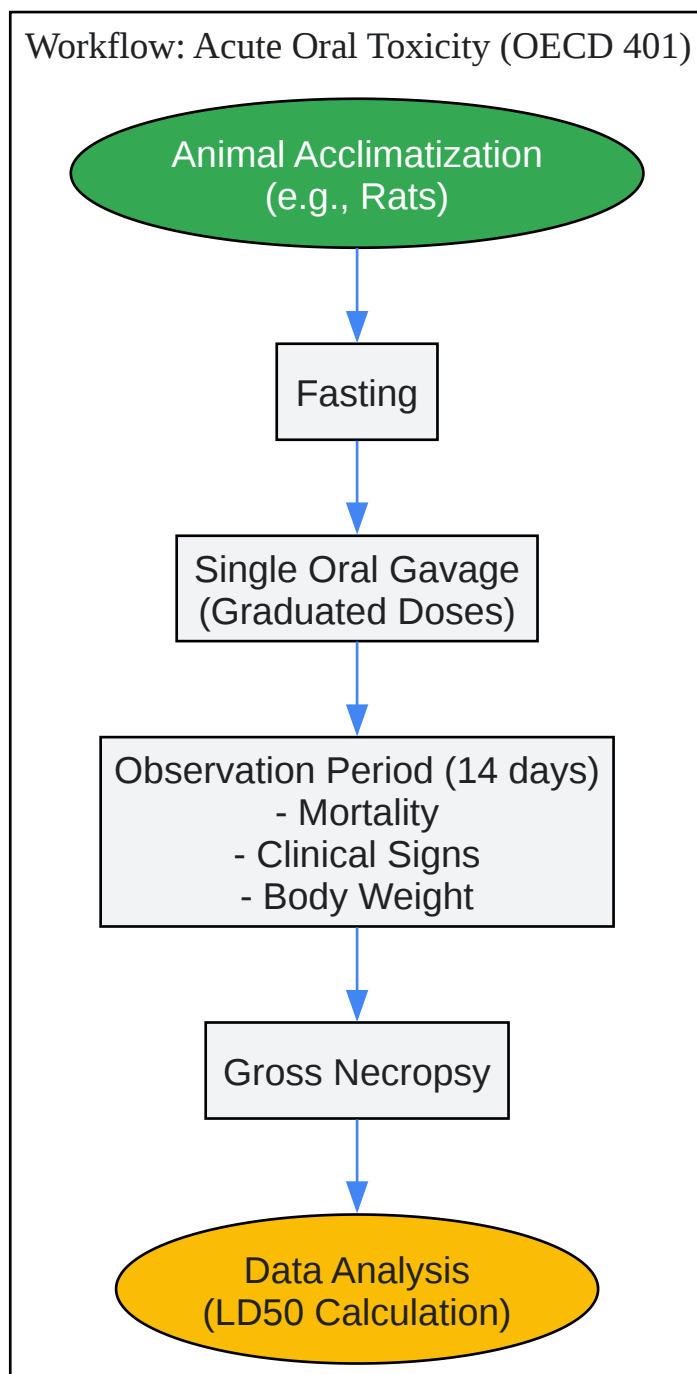 Workflow: Acute Oral Toxicity (OECD 401)
Animal Acclimatization
(e.g., Rats)
Fasting
Single Oral Gavage
(Graduated Doses)
Observation Period (14 days)
- Mortality
- Clinical Signs
- Body Weight
Gross Necropsy
Data Analysis
(LD50 Calculation)